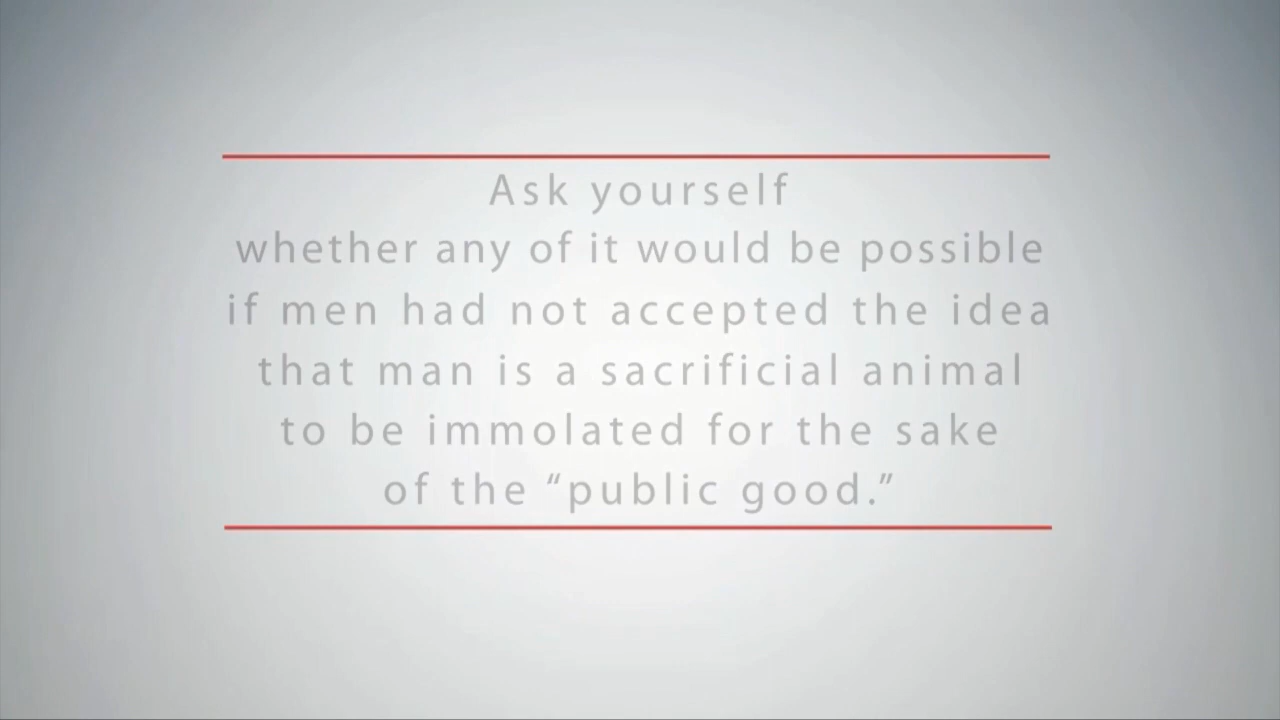 Ask yourself
whether any of it would be possible
if men had not accepted the idea
that man is a sacrificial animal
to be immolated for the sake
of the “public good.”